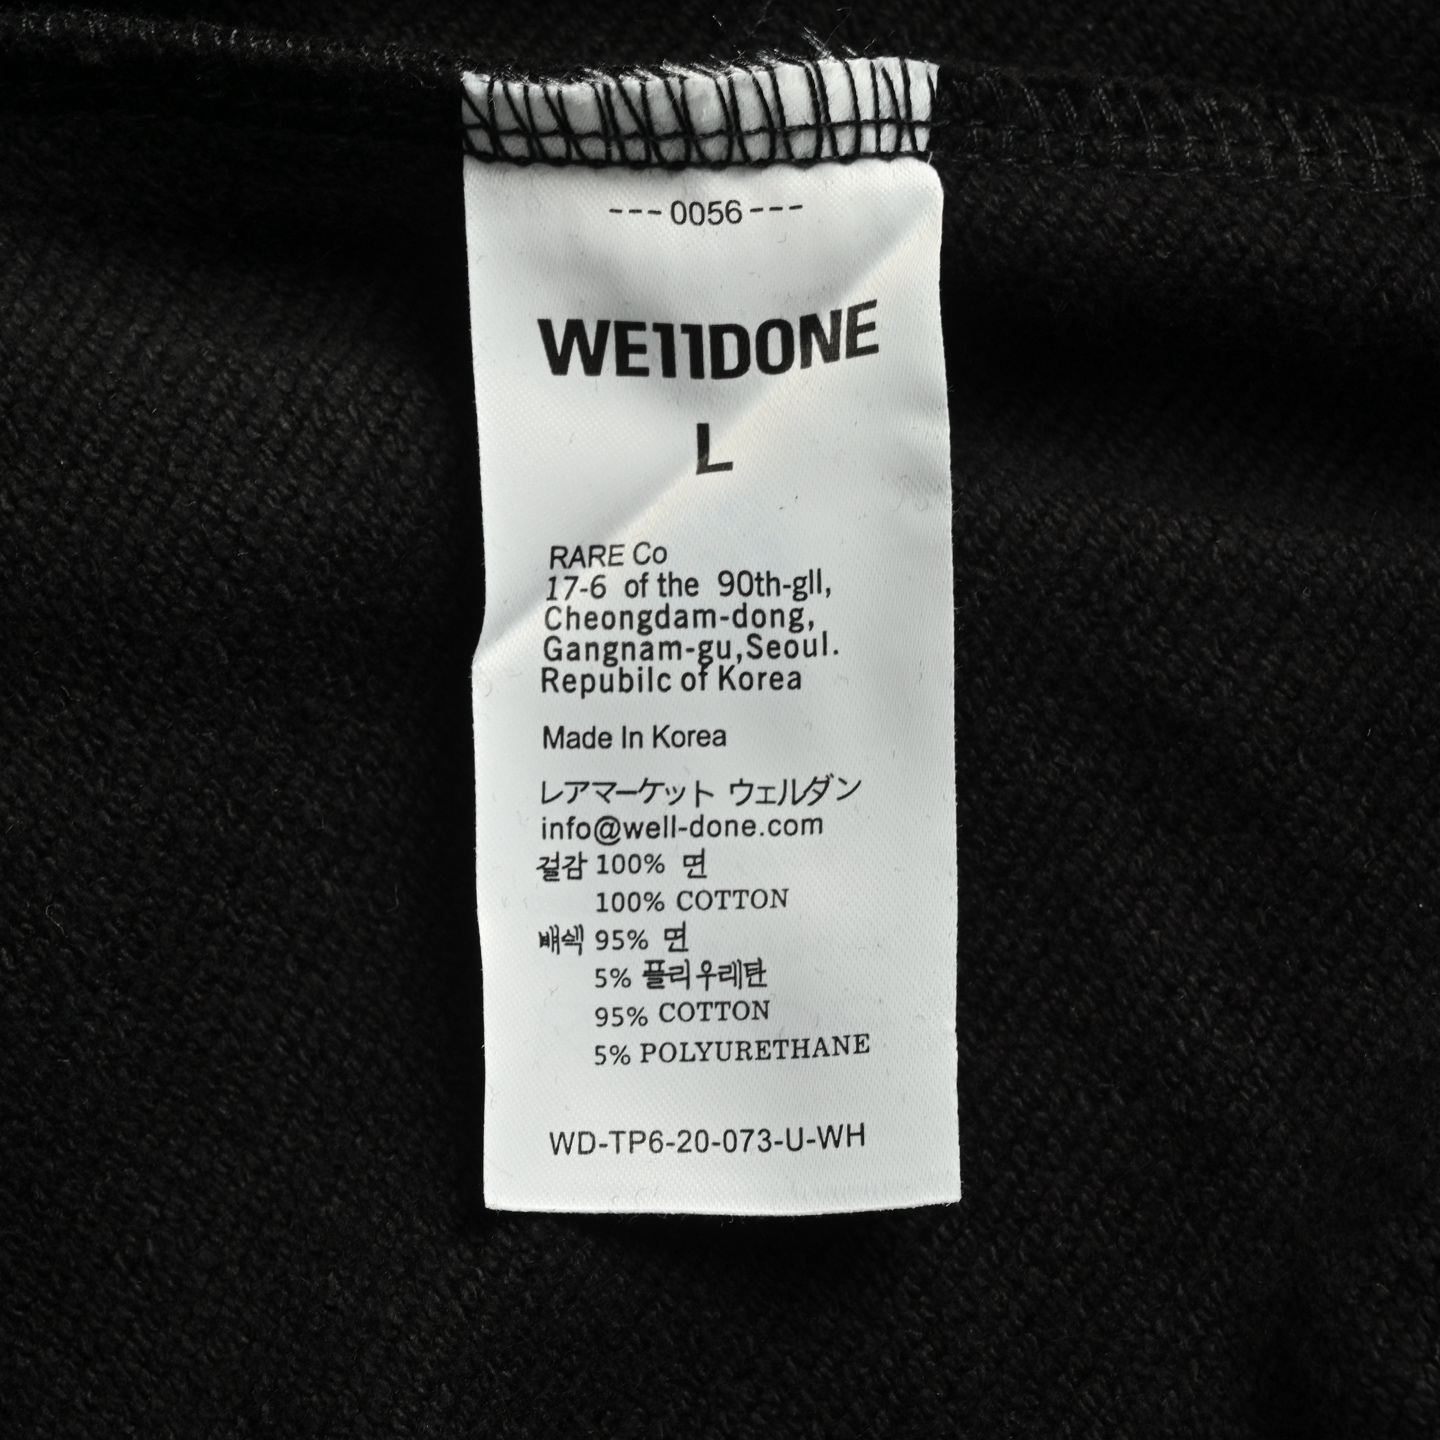 ---0056---
WE11DONE
L
RARE Co
17-6 of the 90th-gll,
Cheongdam-dong,
Gangnam-gu,Seoul.
Repubilc of Korea
Made In Korea
レアマーケット ウェルダン
info@well-done.com
겉감 100% 면
100% COTTON
배색 95% 면
5% 폴리우레탄
95% COTTON
5% POLYURETHANE
WD-TP6-20-073-U-WH